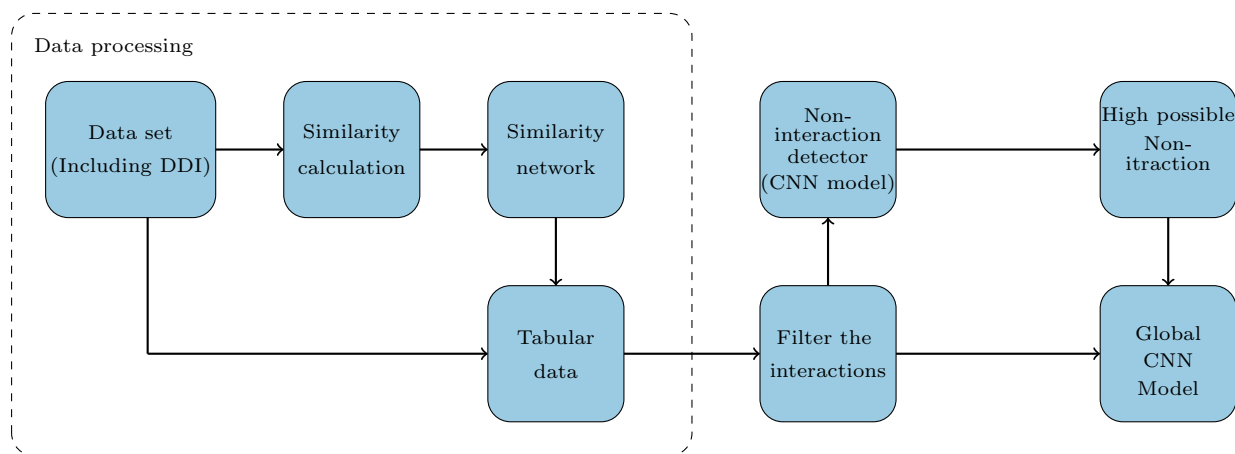 Data processing
Data set
(Including DDI)
Similarity
calculation
Similarity
network
Non-
interaction
detector
(CNN model)
High possible
Non-
itraction
Tabular
data
Filter the
interactions
Global
CNN
Model